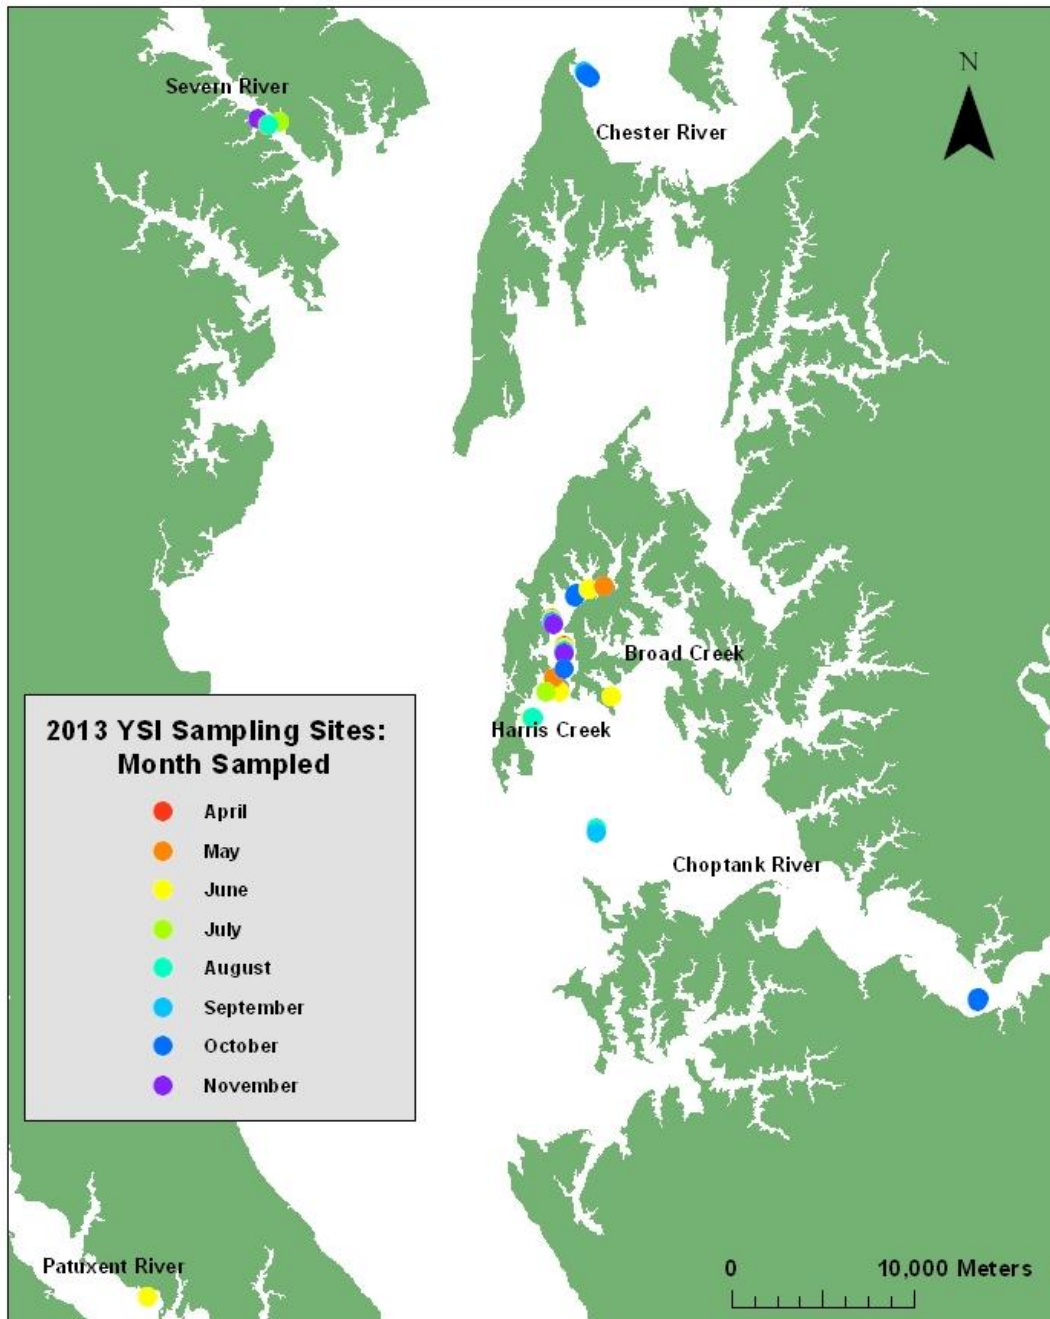 Severn River
N
Chester River
Broad Creek
Harris Creek
2013 YSI Sampling Sites:
Month Sampled
April
May
June
July
August
September
October
November
Choptank River
Patuxent River
0 10,000 Meters